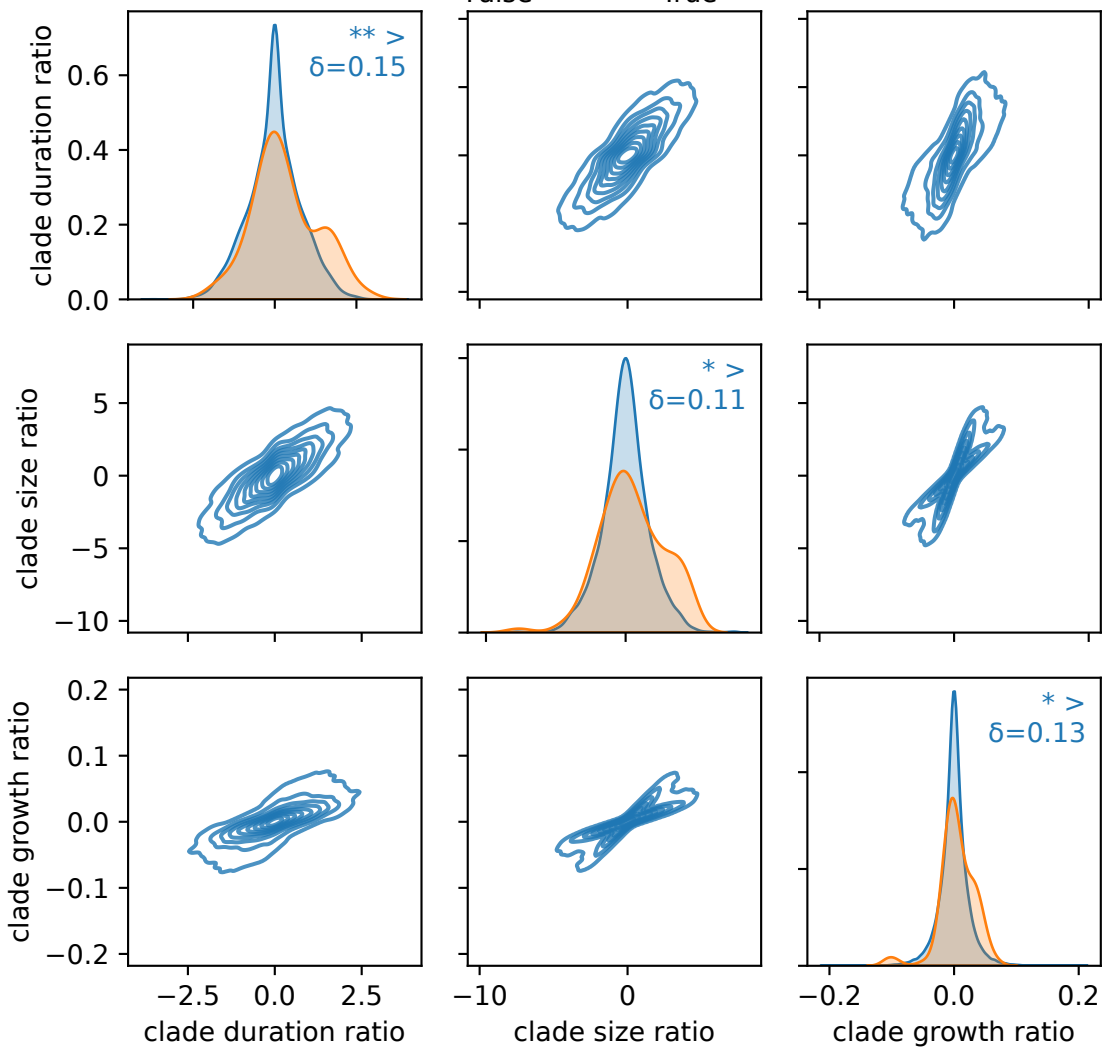 False True
clade duration ratio
0.6
0.4
0.2
0.0
** >
δ=0.15
clade size ratio
5
0
−5
−10
* >
δ=0.11
clade growth ratio
0.2
0.1
0.0
−0.1
−0.2
* >
δ=0.13
−2.5 0.0 2.5
−10 0
−0.2 0.0 0.2
clade duration ratio
clade size ratio
clade growth ratio